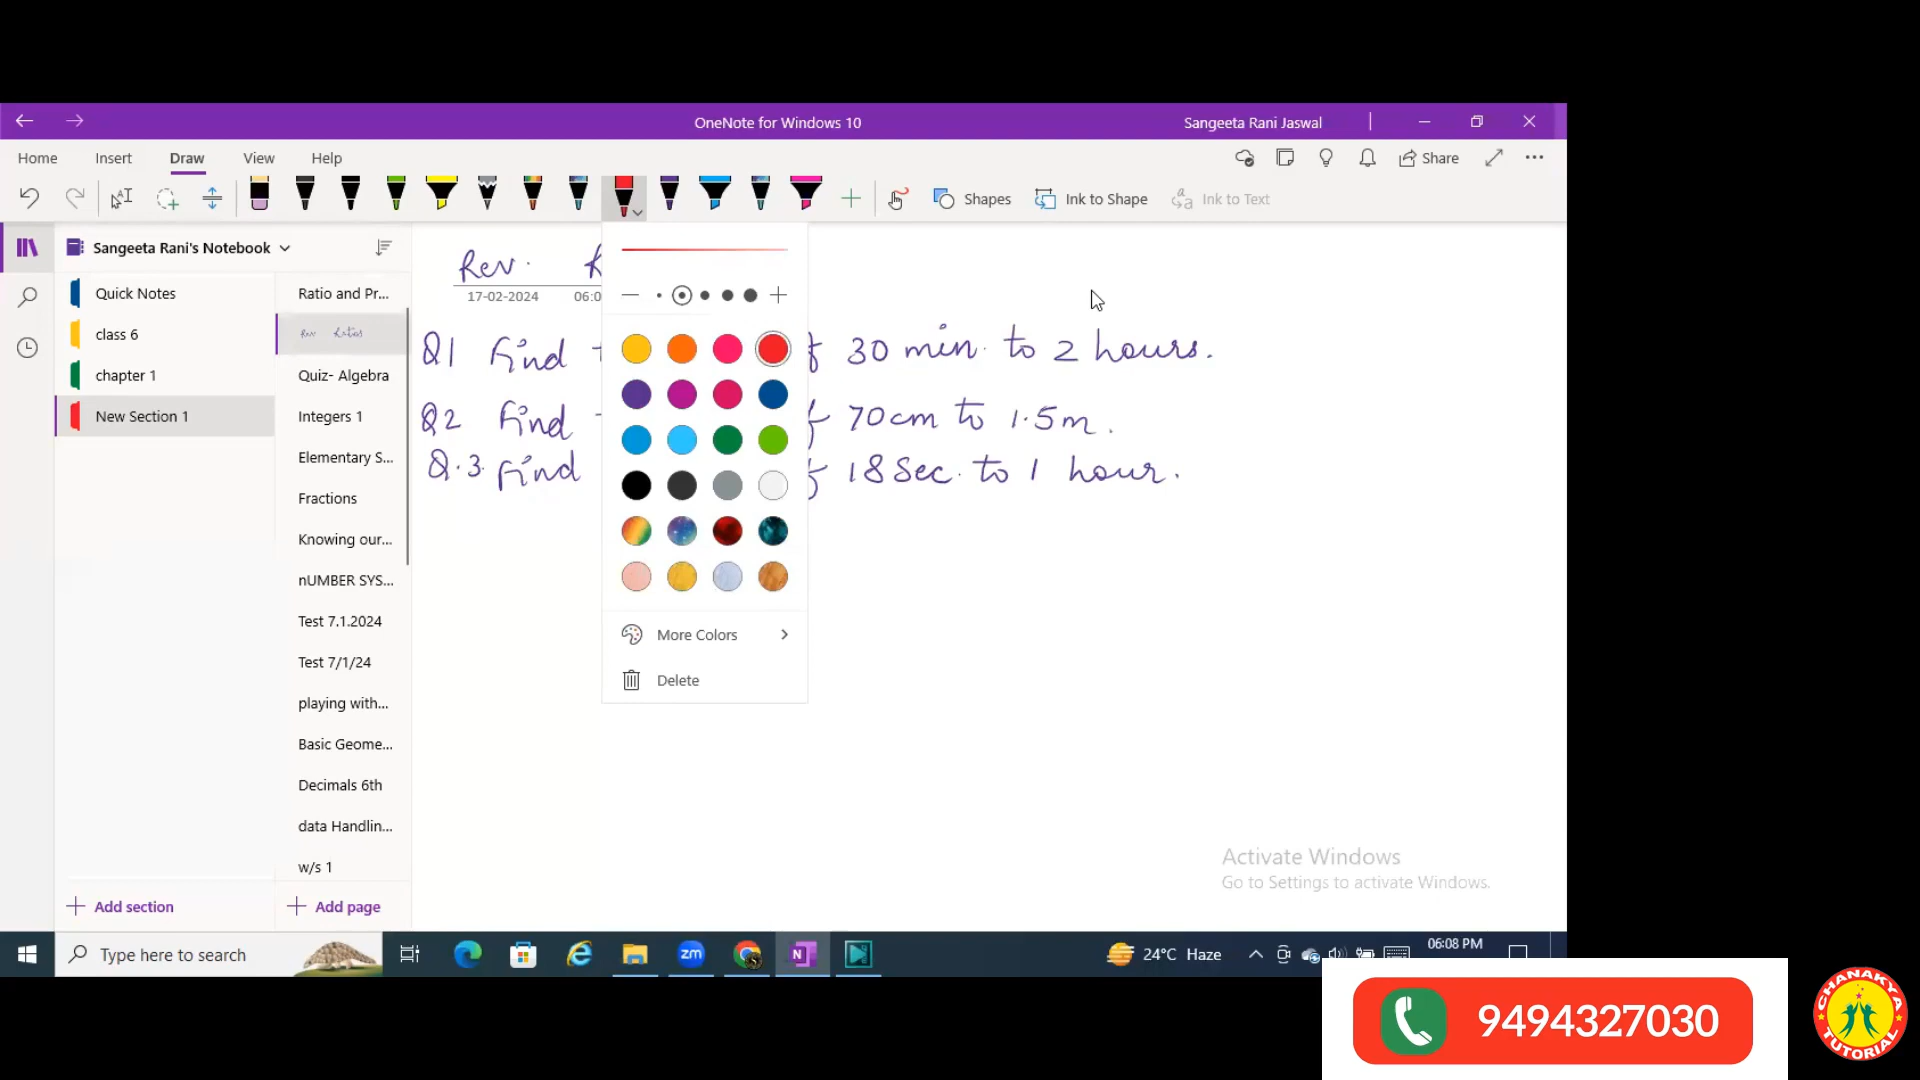 OneNote for Windows 10
Sangeeta Rani Jaswal
Home Insert Draw View Help
Share
Shapes
Ink to Shape
Ink to Text
Sangeeta Rani's Notebook
Quick Notes
class 6
chapter 1
New Section 1
Add section
Ratio and Pr...
Rev Ratios
Quiz- Algebra
Integers 1
Elementary S...
Fractions
Knowing our...
nUMBER SYS...
Test 7.1.2024
Test 7/1/24
playing with...
Basic Geome...
Decimals 6th
data Handlin...
w/s 1
Add page
Rev.
17-02-2024 06:0
Q1 Find 30 min. to 2 hours.
Q2 Find 70cm to 1.5m.
Q.3. Find 18 Sec. to 1 hour.
More Colors
Delete
Activate Windows
Go to Settings to activate Windows.
Type here to search
zm
N
24°C Haze
06:08 PM
9494327030
CHANAKYA
TUTORIAL